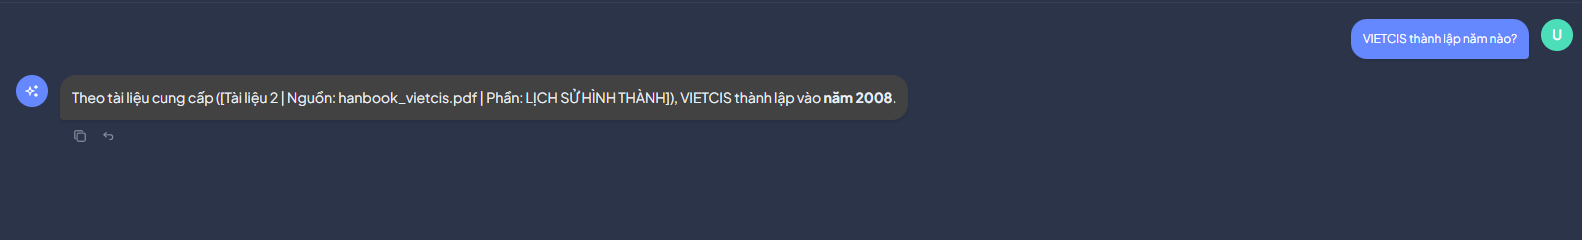 VIETCIS thành lập năm nào?
U
Theo tài liệu cung cấp ([Tài liệu 2 | Nguồn: hanbook_vietcis.pdf | Phần: LỊCH SỬ HÌNH THÀNH]), VIETCIS thành lập vào năm 2008.